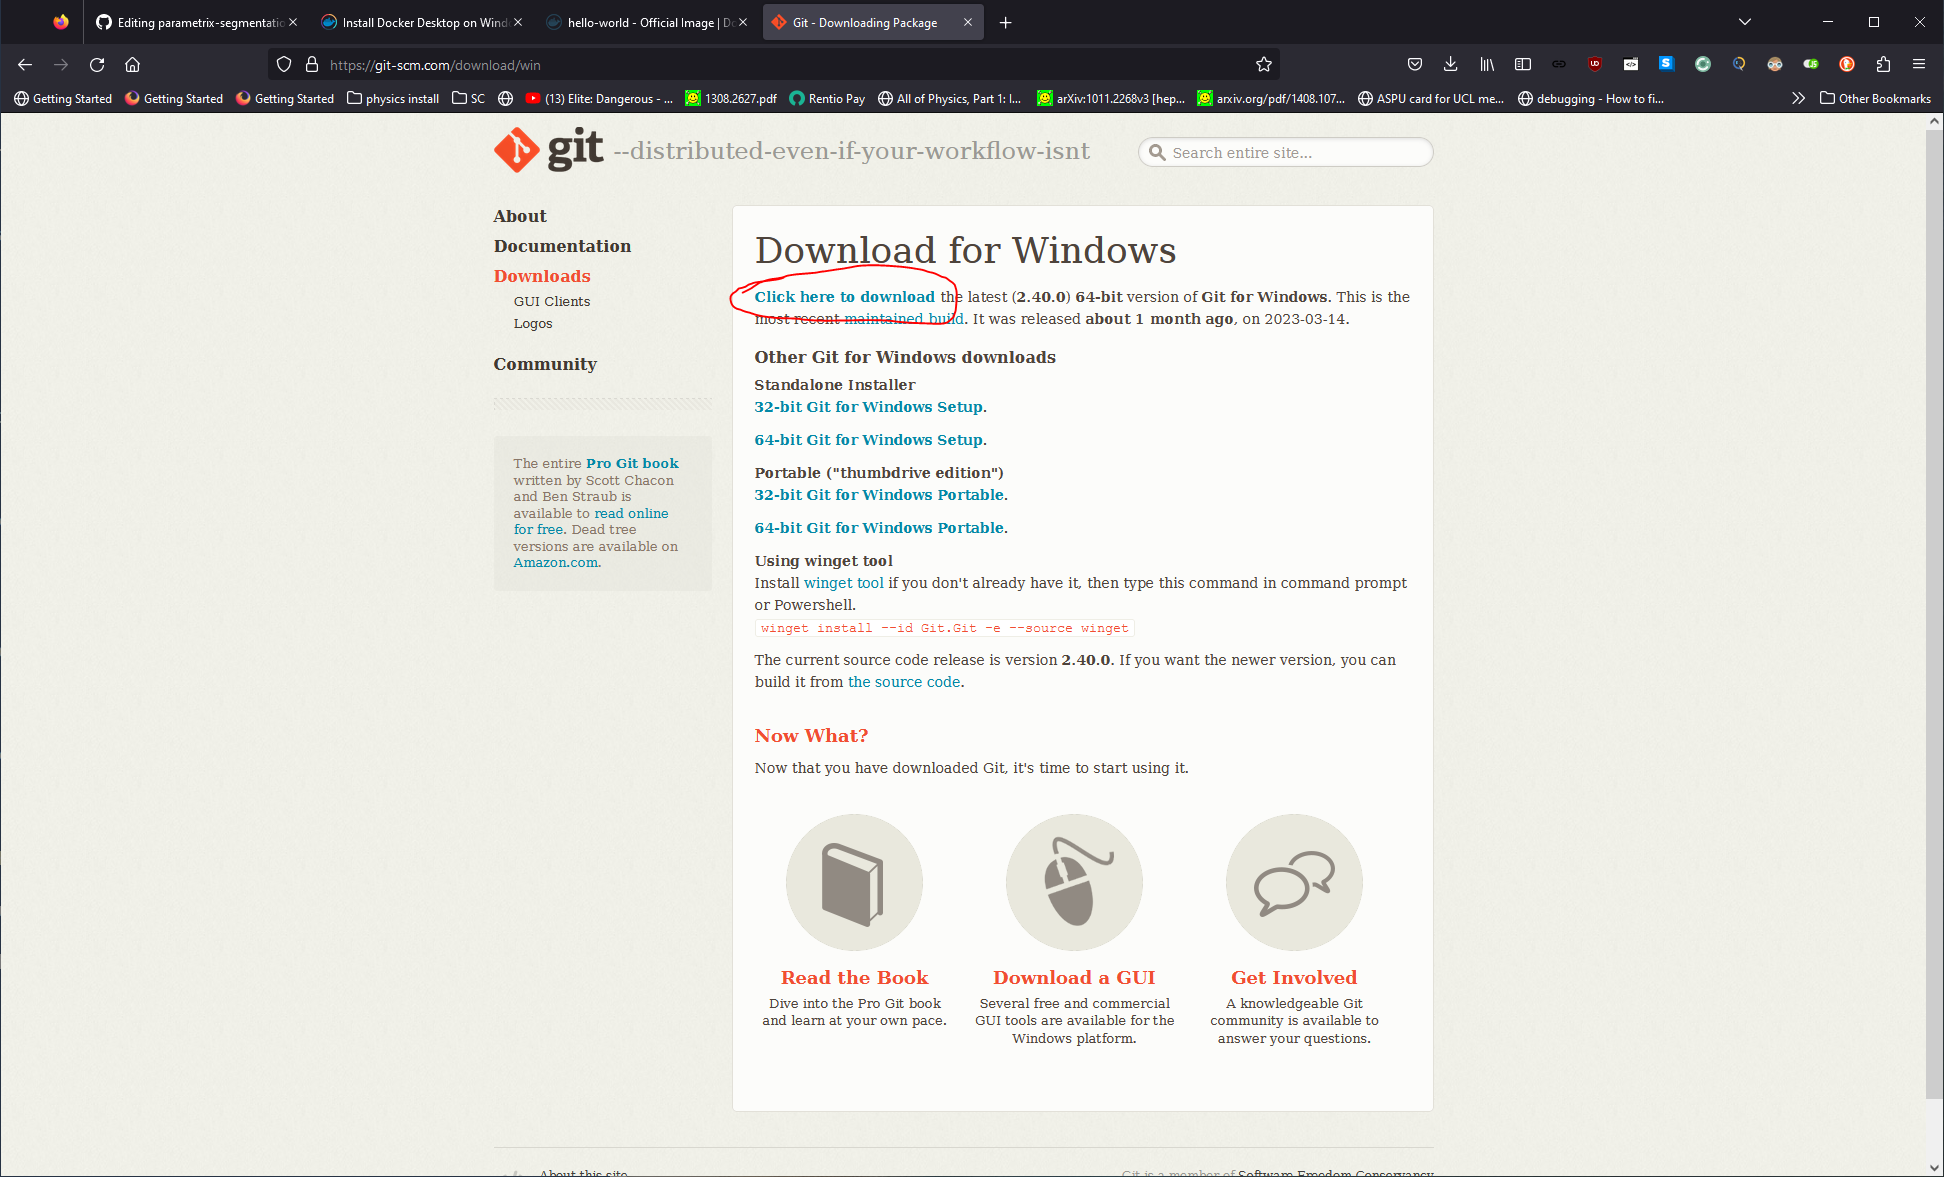 Editing parametrix-segmentatio
Install Docker Desktop on Wind
hello-world - Official Image | Do
Git - Downloading Package
https://git-scm.com/download/win
Getting Started
Getting Started
Getting Started
physics install
SC
(13) Elite: Dangerous - ...
1308.2627.pdf
Rentio Pay
All of Physics, Part 1: I...
arXiv:1011.2268v3 [hep...
arxiv.org/pdf/1408.107...
ASPU card for UCL me...
debugging - How to fi...
Other Bookmarks
git --distributed-even-if-your-workflow-isnt
Search entire site...
About
Documentation
Downloads
GUI Clients
Logos
Community
The entire Pro Git book
written by Scott Chacon
and Ben Straub is
available to read online
for free. Dead tree
versions are available on
Amazon.com.
Download for Windows
Click here to download the latest (2.40.0) 64-bit version of Git for Windows. This is the
most recent maintained build. It was released about 1 month ago, on 2023-03-14.
Other Git for Windows downloads
Standalone Installer
32-bit Git for Windows Setup.
64-bit Git for Windows Setup.
Portable ("thumbdrive edition")
32-bit Git for Windows Portable.
64-bit Git for Windows Portable.
Using winget tool
Install winget tool if you don't already have it, then type this command in command prompt
or Powershell.
winget install --id Git.Git -e --source winget
The current source code release is version 2.40.0. If you want the newer version, you can
build it from the source code.
Now What?
Now that you have downloaded Git, it's time to start using it.
Read the Book
Dive into the Pro Git book
and learn at your own pace.
Download a GUI
Several free and commercial
GUI tools are available for the
Windows platform.
Get Involved
A knowledgeable Git
community is available to
answer your questions.
About this site
Git is a member of Software Freedom Conservancy